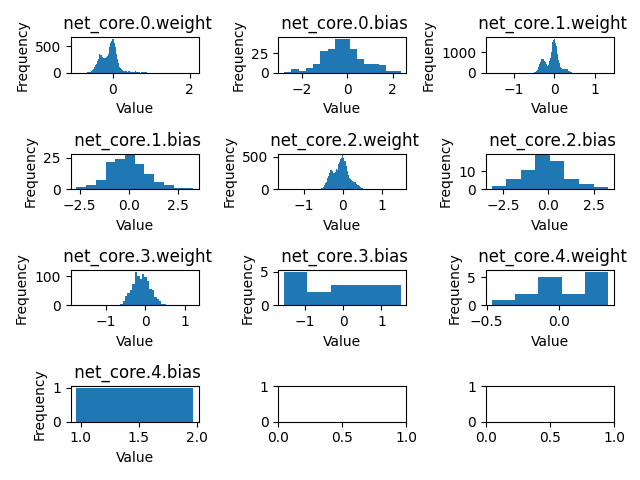 net_core.0.weight
net_core.0.bias
net_core.1.weight
Frequency
500
0
0
2
Value
Frequency
25
0
−2
0
2
Value
Frequency
1000
0
−1
0
1
Value
net_core.1.bias
net_core.2.weight
net_core.2.bias
Frequency
25
0
−2.5
0.0
2.5
Value
Frequency
500
0
−1
0
1
Value
Frequency
10
0
−2.5
0.0
2.5
Value
net_core.3.weight
net_core.3.bias
net_core.4.weight
Frequency
100
0
−1
0
1
Value
Frequency
5
0
−1
0
1
Value
Frequency
5
0
−0.5
0.0
Value
net_core.4.bias
Frequency
1
0
1.0
1.5
2.0
Value
1
0
0.0
0.5
1.0
1
0
0.0
0.5
1.0